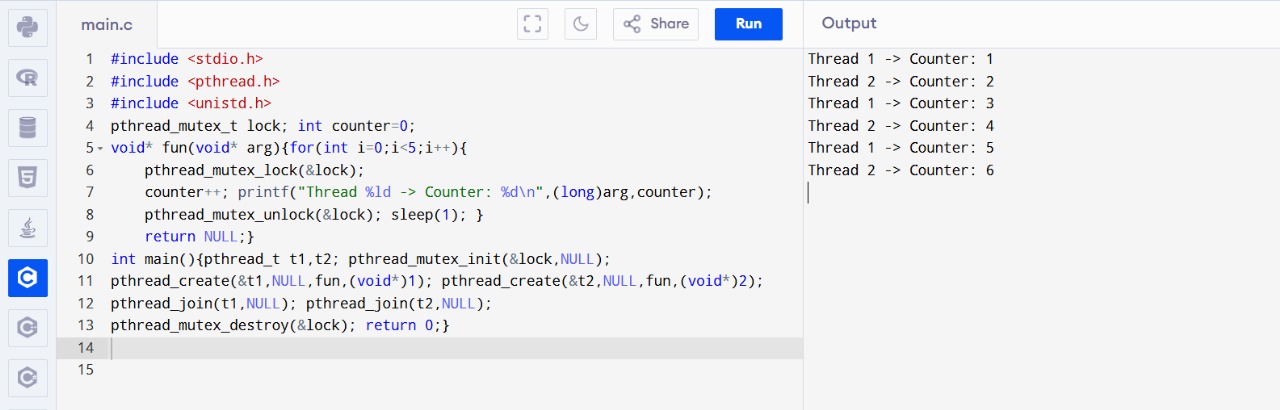 main.c
Share
Run
Output
1 #include <stdio.h>
2 #include <pthread.h>
3 #include <unistd.h>
4 pthread_mutex_t lock; int counter=0;
5 void* fun(void* arg){for(int i=0;i<5;i++){
6     pthread_mutex_lock(&lock);
7     counter++; printf("Thread %ld -> Counter: %d\n",(long)arg,counter);
8     pthread_mutex_unlock(&lock); sleep(1); }
9     return NULL;}
10 int main(){pthread_t t1,t2; pthread_mutex_init(&lock,NULL);
11 pthread_create(&t1,NULL,fun,(void*)1); pthread_create(&t2,NULL,fun,(void*)2);
12 pthread_join(t1,NULL); pthread_join(t2,NULL);
13 pthread_mutex_destroy(&lock); return 0;}
14
15
Thread 1 -> Counter: 1
Thread 2 -> Counter: 2
Thread 1 -> Counter: 3
Thread 2 -> Counter: 4
Thread 1 -> Counter: 5
Thread 2 -> Counter: 6